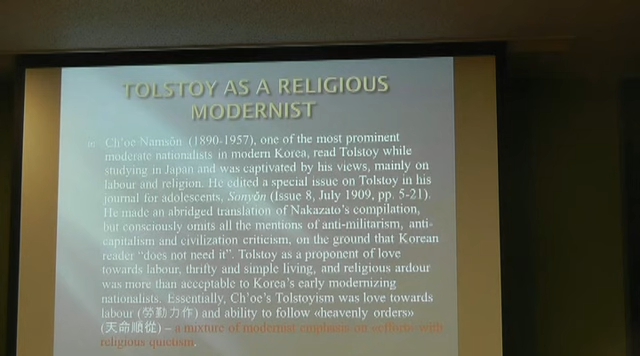 TOLSTOY AS A RELIGIOUS
MODERNIST
Ch'oe Namsŏn (1890-1957), one of the most prominent
moderate nationalists in modern Korea, read Tolstoy while
studying in Japan and was captivated by his views, mainly on
labour and religion. He edited a special issue on Tolstoy in his
journal for adolescents, Sonyŏn (Issue 8, July 1909, pp. 5-21).
He made an abridged translation of Nakazato's compilation,
but consciously omits all the mentions of anti-militarism, anti-
capitalism and civilization criticism, on the ground that Korean
reader "does not need it". Tolstoy as a proponent of love
towards labour, thrifty and simple living, and religious ardour
was more than acceptable to Korea's early modernizing
nationalists. Essentially, Ch'oe's Tolstoyism was love towards
labour (勞勤力作) and ability to follow «heavenly orders»
(天命順從) – a mixture of modernist emphasis on «efforts» with
religious quietism.